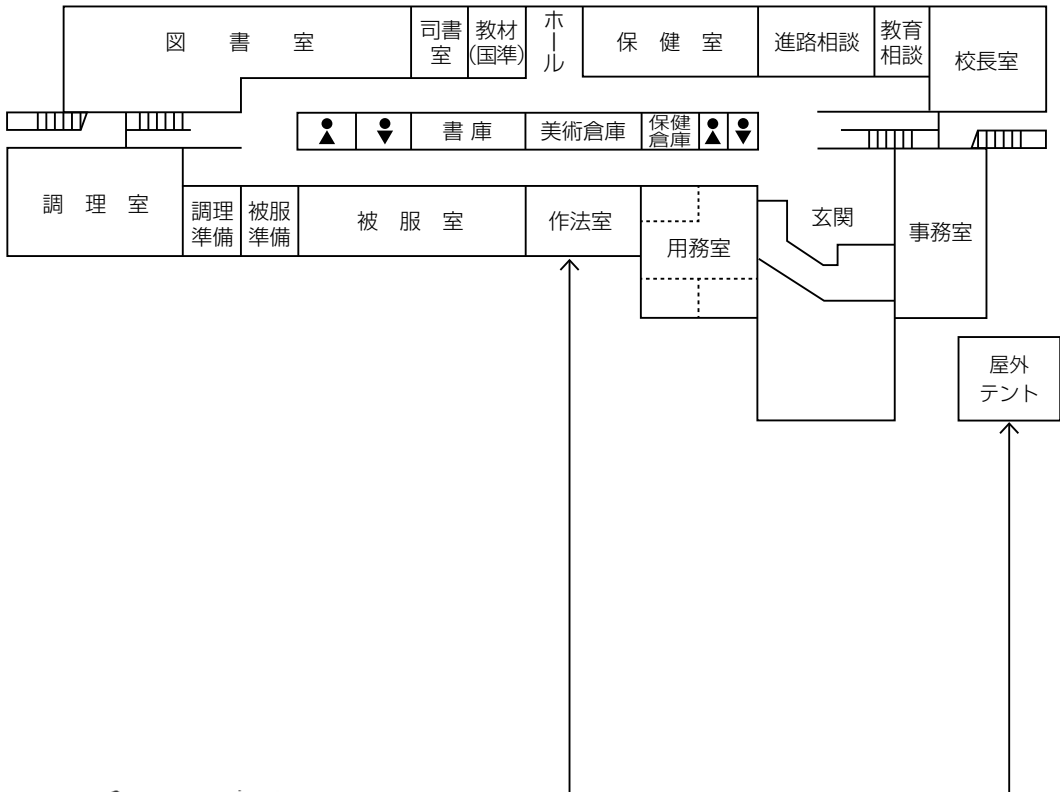 図書室
司書
室
教材
(国準)
ホール
保健室
進路相談
教育
相談
校長室
書庫
美術倉庫
保健
倉庫
調理室
調理
準備
被服
準備
被服室
作法室
用務室
玄関
事務室
屋外
テント